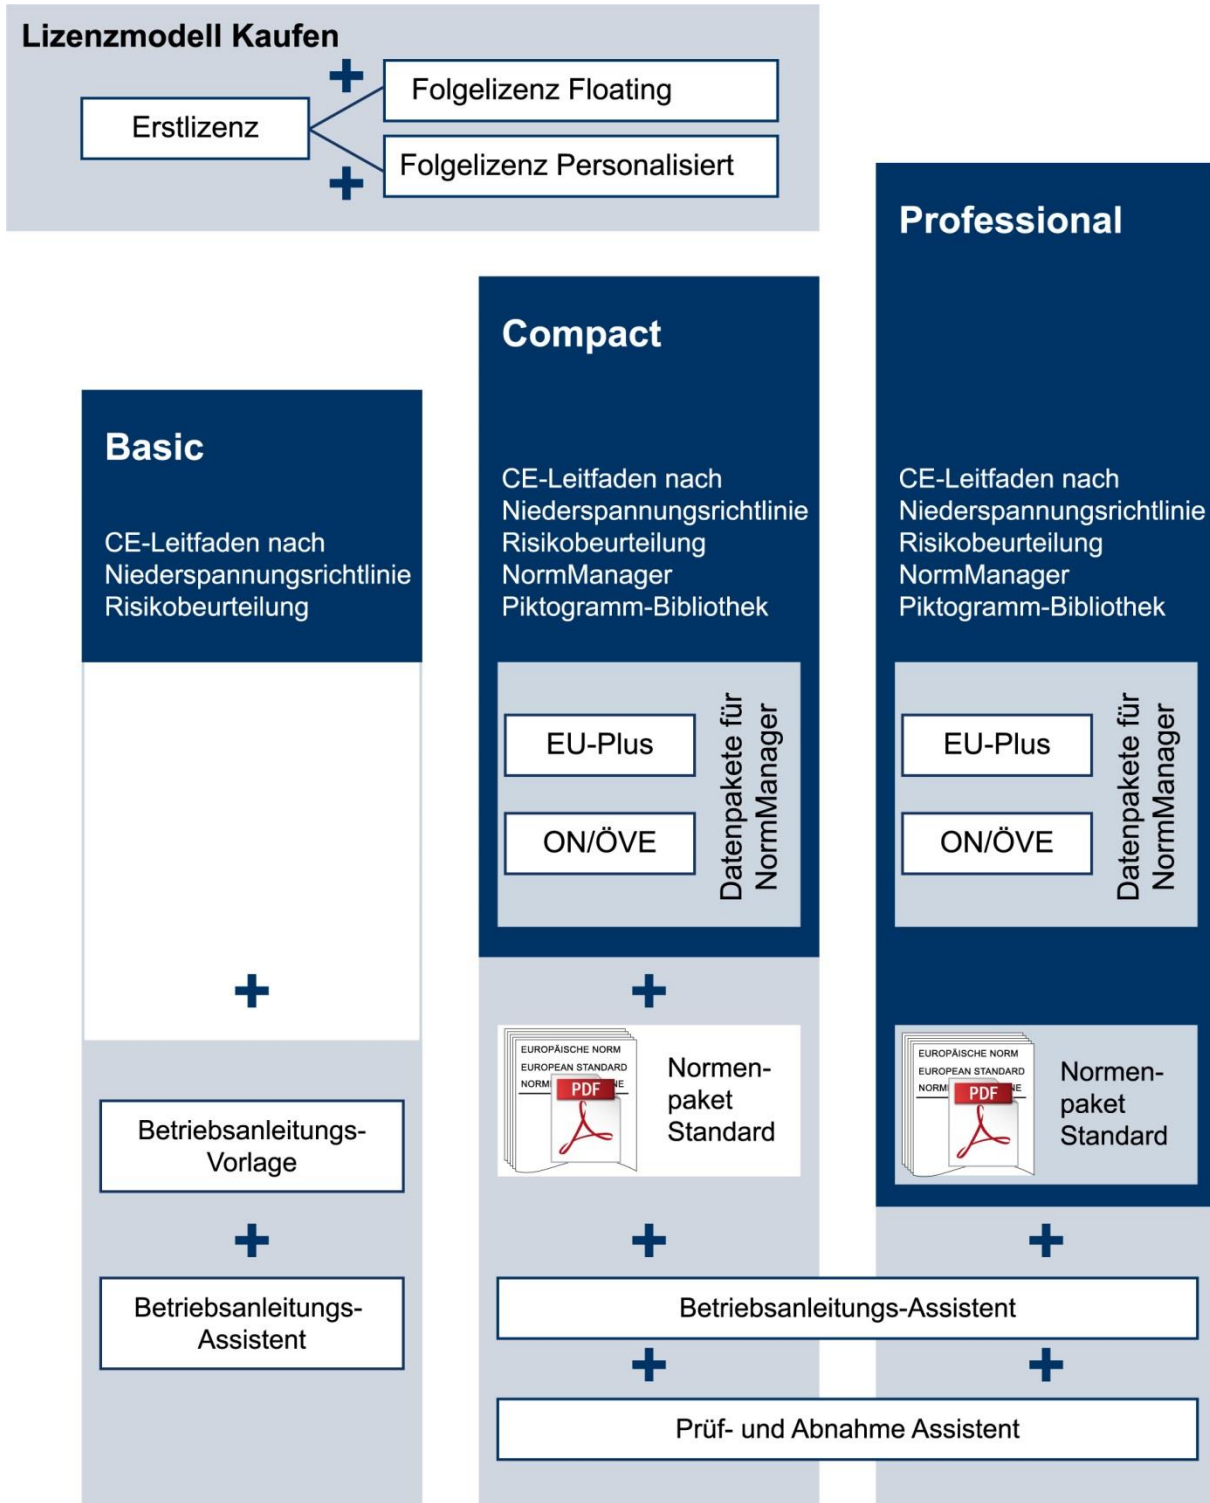 Lizenzmodell Kaufen
Erstlizenz
+
Folgelizenz Floating
+
Folgelizenz Personalisiert
Basic
CE-Leitfaden nach
Niederspannungsrichtlinie
Risikobeurteilung
+
Betriebsanleitungs-
Vorlage
+
Betriebsanleitungs-
Assistent
Compact
CE-Leitfaden nach
Niederspannungsrichtlinie
Risikobeurteilung
NormManager
Piktogramm-Bibliothek
EU-Plus
ON/ÖVE
Datenpakete für
NormManager
+
EUROPÄISCHE NORM
EUROPEAN STANDARD
PDF
Normen-
paket
Standard
+
Professional
CE-Leitfaden nach
Niederspannungsrichtlinie
Risikobeurteilung
NormManager
Piktogramm-Bibliothek
EU-Plus
ON/ÖVE
Datenpakete für
NormManager
EUROPÄISCHE NORM
EUROPEAN STANDARD
PDF
Normen-
paket
Standard
+
Betriebsanleitungs-Assistent
+ +
Prüf- und Abnahme Assistent